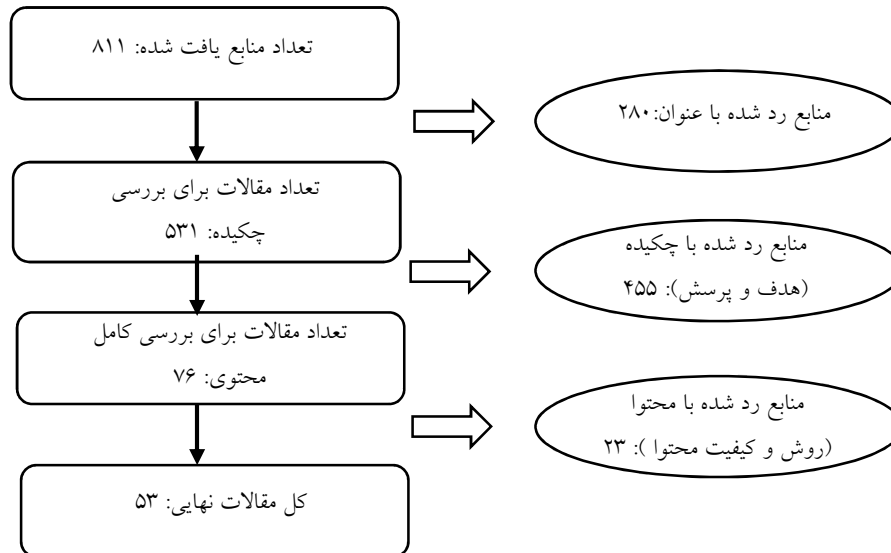 تعداد منابع یافت شده: ۸۱۱
منابع رد شده با عنوان:۲۸۰
تعداد مقالات برای بررسی
چکیده: ۵۳۱
منابع رد شده با چکیده
(هدف و پرسش): ۴۵۵
تعداد مقالات برای بررسی کامل
محتوی: ۷۶
منابع رد شده با محتوا
(روش و کیفیت محتوا ): ۲۳
کل مقالات نهایی: ۵۳